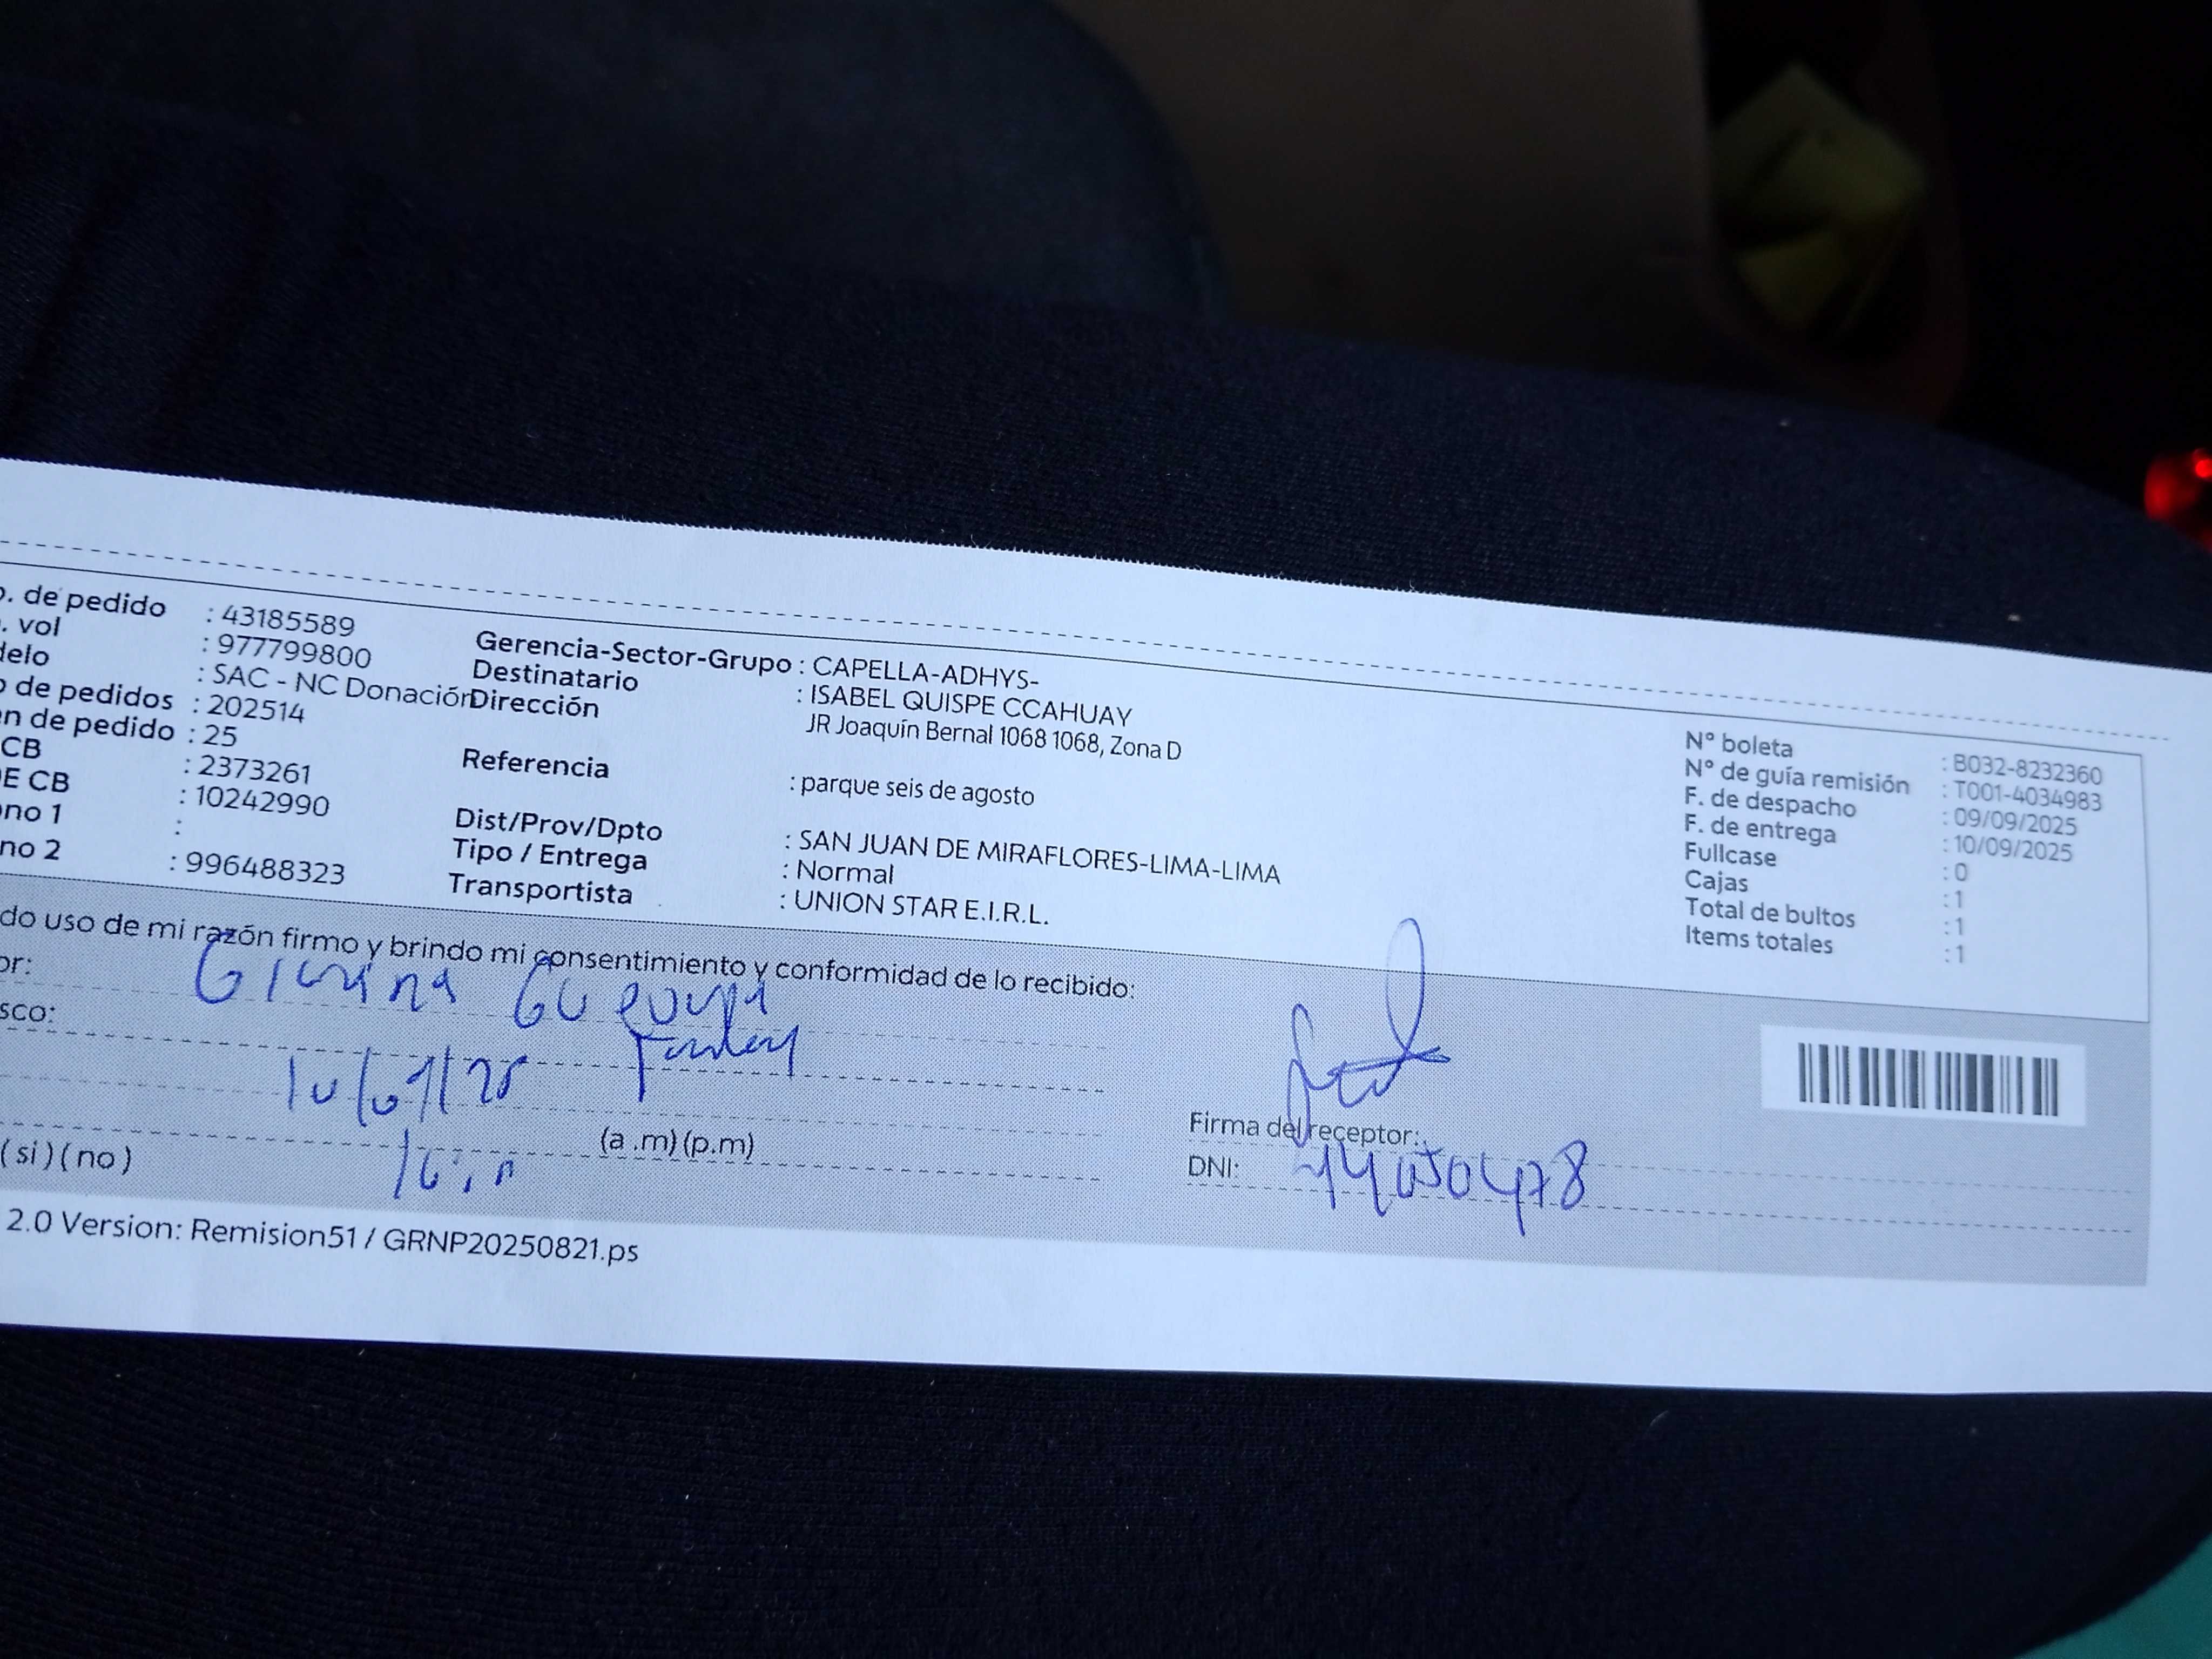 o. de pedido : 43185589
. vol : 977799800
delo : SAC - NC Donación
o de pedidos : 202514
n de pedido : 25
CB : 2373261
E CB : 10242990
no 1 :
no 2 : 996488323
Gerencia-Sector-Grupo : CAPELLA-ADHYS-
Destinatario : ISABEL QUISPE CCAHUAY
Dirección JR Joaquín Bernal 1068 1068, Zona D
Referencia : parque seis de agosto
Dist/Prov/Dpto : SAN JUAN DE MIRAFLORES-LIMA-LIMA
Tipo / Entrega : Normal
Transportista : UNION STAR E.I.R.L.
N° boleta : B032-8232360
N° de guía remisión : T001-4034983
F. de despacho : 09/09/2025
F. de entrega : 10/09/2025
Fullcase : 0
Cajas : 1
Total de bultos : 1
Items totales : 1
do uso de mi razón firmo y brindo mi consentimiento y conformidad de lo recibido:
or:
sco:
10/09/25
(a .m) (p.m)
(si) (no)
Firma del receptor:
DNI:
2.0 Version: Remision51 / GRNP20250821.ps